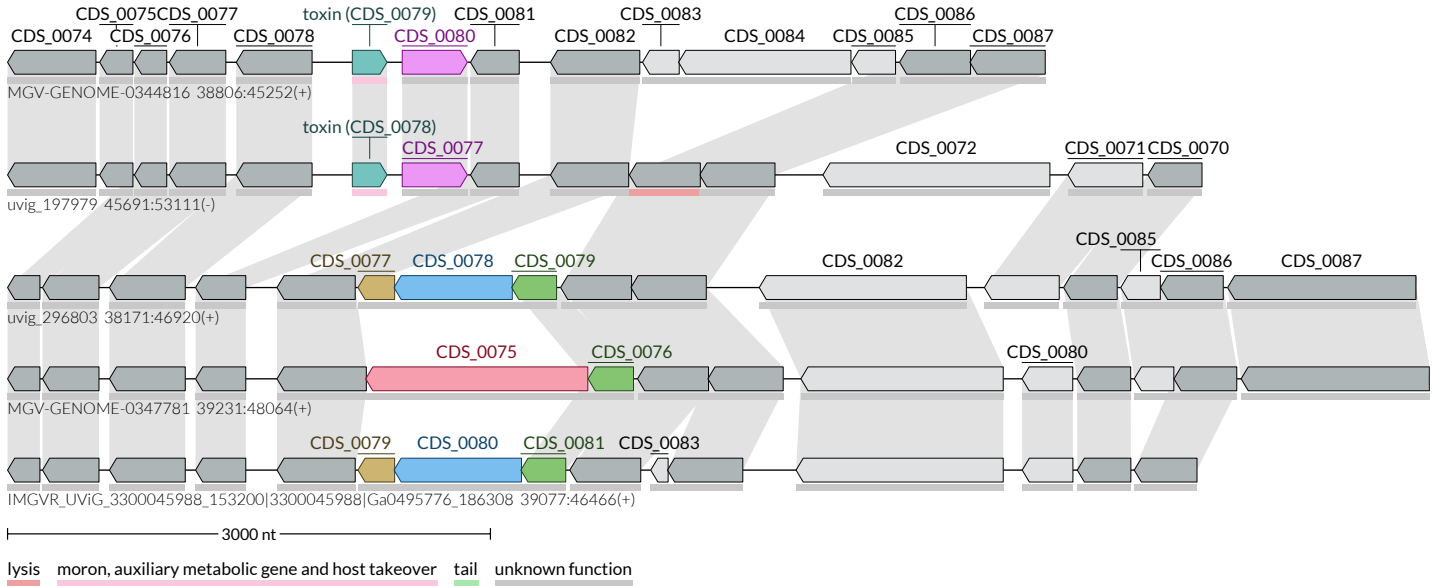 CDS_0075 CDS_0077 toxin (CDS_0079) CDS_0081 CDS_0083 CDS_0086
CDS_0074 CDS_0076 CDS_0078 CDS_0080 CDS_0082 CDS_0084 CDS_0085 CDS_0087
MGV-GENOME-0344816 38806:45252(+)
toxin (CDS_0078)
CDS_0077 CDS_0072 CDS_0071 CDS_0070
uvig_197979 45691:53111(-)
CDS_0085
CDS_0077 CDS_0078 CDS_0079 CDS_0082 CDS_0086 CDS_0087
uvig_296803 38171:46920(+)
CDS_0075 CDS_0076 CDS_0080
MGV-GENOME-0347781 39231:48064(+)
CDS_0079 CDS_0080 CDS_0081 CDS_0083
IMGVR_UViG_3300045988_153200|3300045988|Ga0495776_186308 39077:46466(+)
3000 nt
lysis moron, auxiliary metabolic gene and host takeover tail unknown function